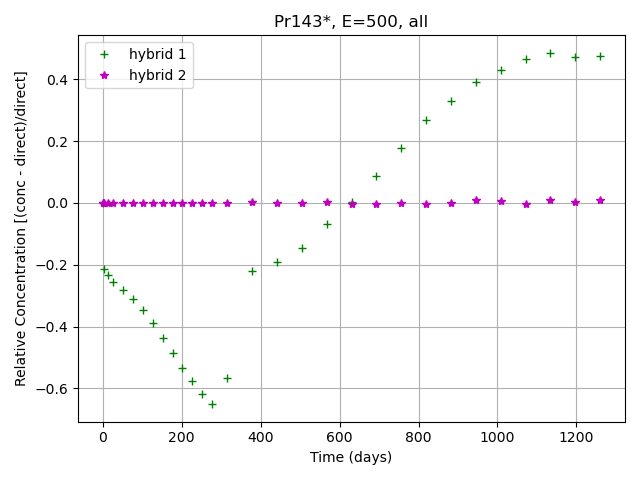 Pr143*, E=500, all
hybrid 1
hybrid 2
Relative Concentration [(conc - direct)/direct]
0.4
0.2
0.0
−0.2
−0.4
−0.6
0 200 400 600 800 1000 1200
Time (days)